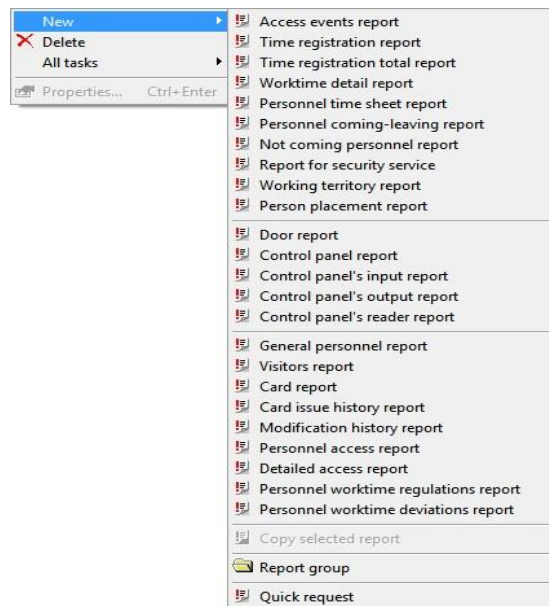 New
Delete
All tasks
Properties... Ctrl+Enter
Access events report
Time registration report
Time registration total report
Worktime detail report
Personnel time sheet report
Personnel coming-leaving report
Not coming personnel report
Report for security service
Working territory report
Person placement report
Door report
Control panel report
Control panel's input report
Control panel's output report
Control panel's reader report
General personnel report
Visitors report
Card report
Card issue history report
Modification history report
Personnel access report
Detailed access report
Personnel worktime regulations report
Personnel worktime deviations report
Copy selected report
Report group
Quick request